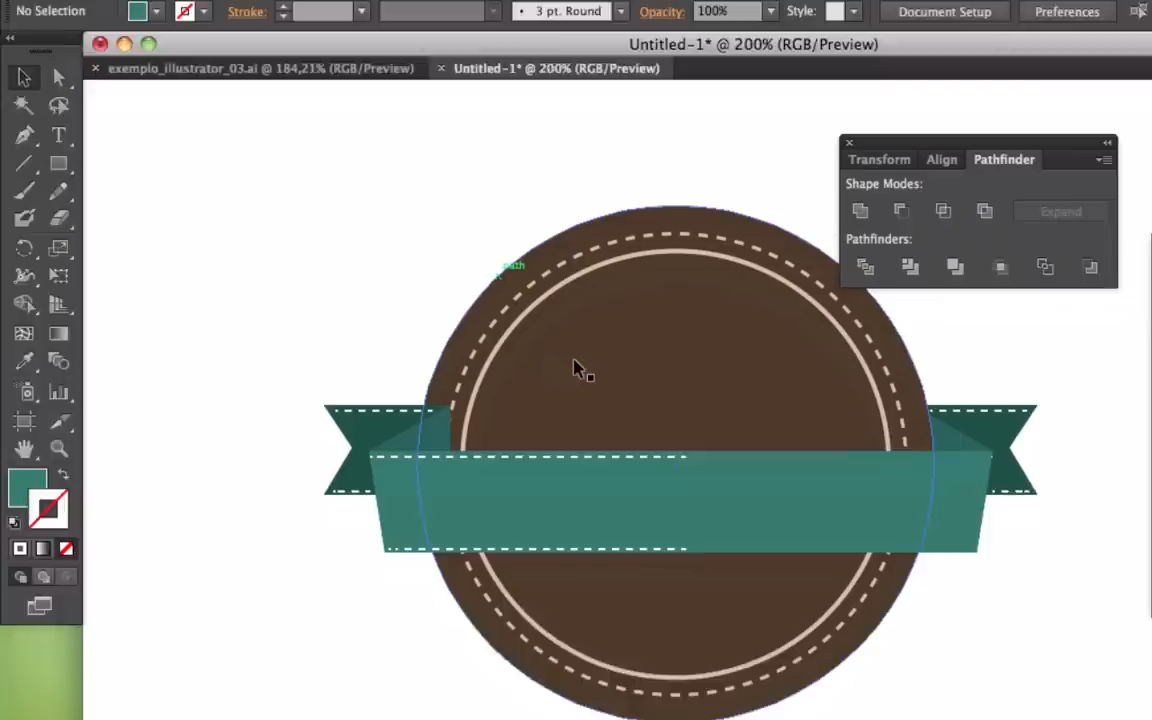 No Selection
Stroke:
3 pt. Round
Opacity:
100%
Style:
Document Setup
Preferences
Untitled-1* @ 200% (RGB/Preview)
exemplo_illustrator_03.ai @ 184,21% (RGB/Preview)
Untitled-1* @ 200% (RGB/Preview)
Transform
Align
Pathfinder
Shape Modes:
Expand
Pathfinders:
path